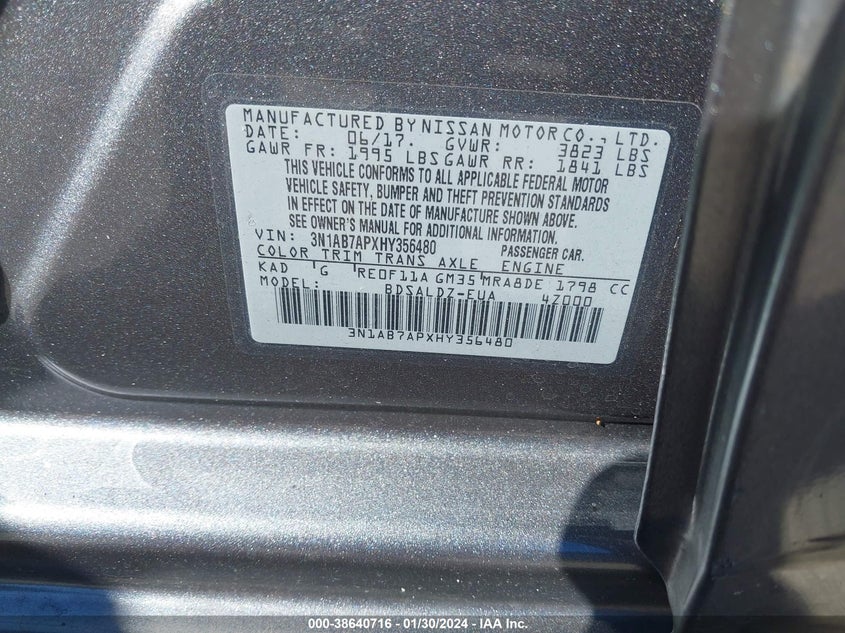 MANUFACTURED BY NISSAN MOTOR CO., LTD.
DATE: 06/17. GVWR: 3823 LBS
GAWR FR: 1995 LBS GAWR RR: 1841 LBS
THIS VEHICLE CONFORMS TO ALL APPLICABLE FEDERAL MOTOR
VEHICLE SAFETY, BUMPER AND THEFT PREVENTION STANDARDS
IN EFFECT ON THE DATE OF MANUFACTURE SHOWN ABOVE.
SEE OWNER'S MANUAL FOR ADDITIONAL INFORMATION.
VIN: 3N1AB7APXHY356480 PASSENGER CAR.
COLOR TRIM TRANS AXLE ENGINE
KAD G RE0F11A GM35 MRA8DE 1798 CC
MODEL: BDSALDZ-EUA 4Z000
3N1AB7APXHY356480
000-38640716 — 01/30/2024 — IAA Inc.